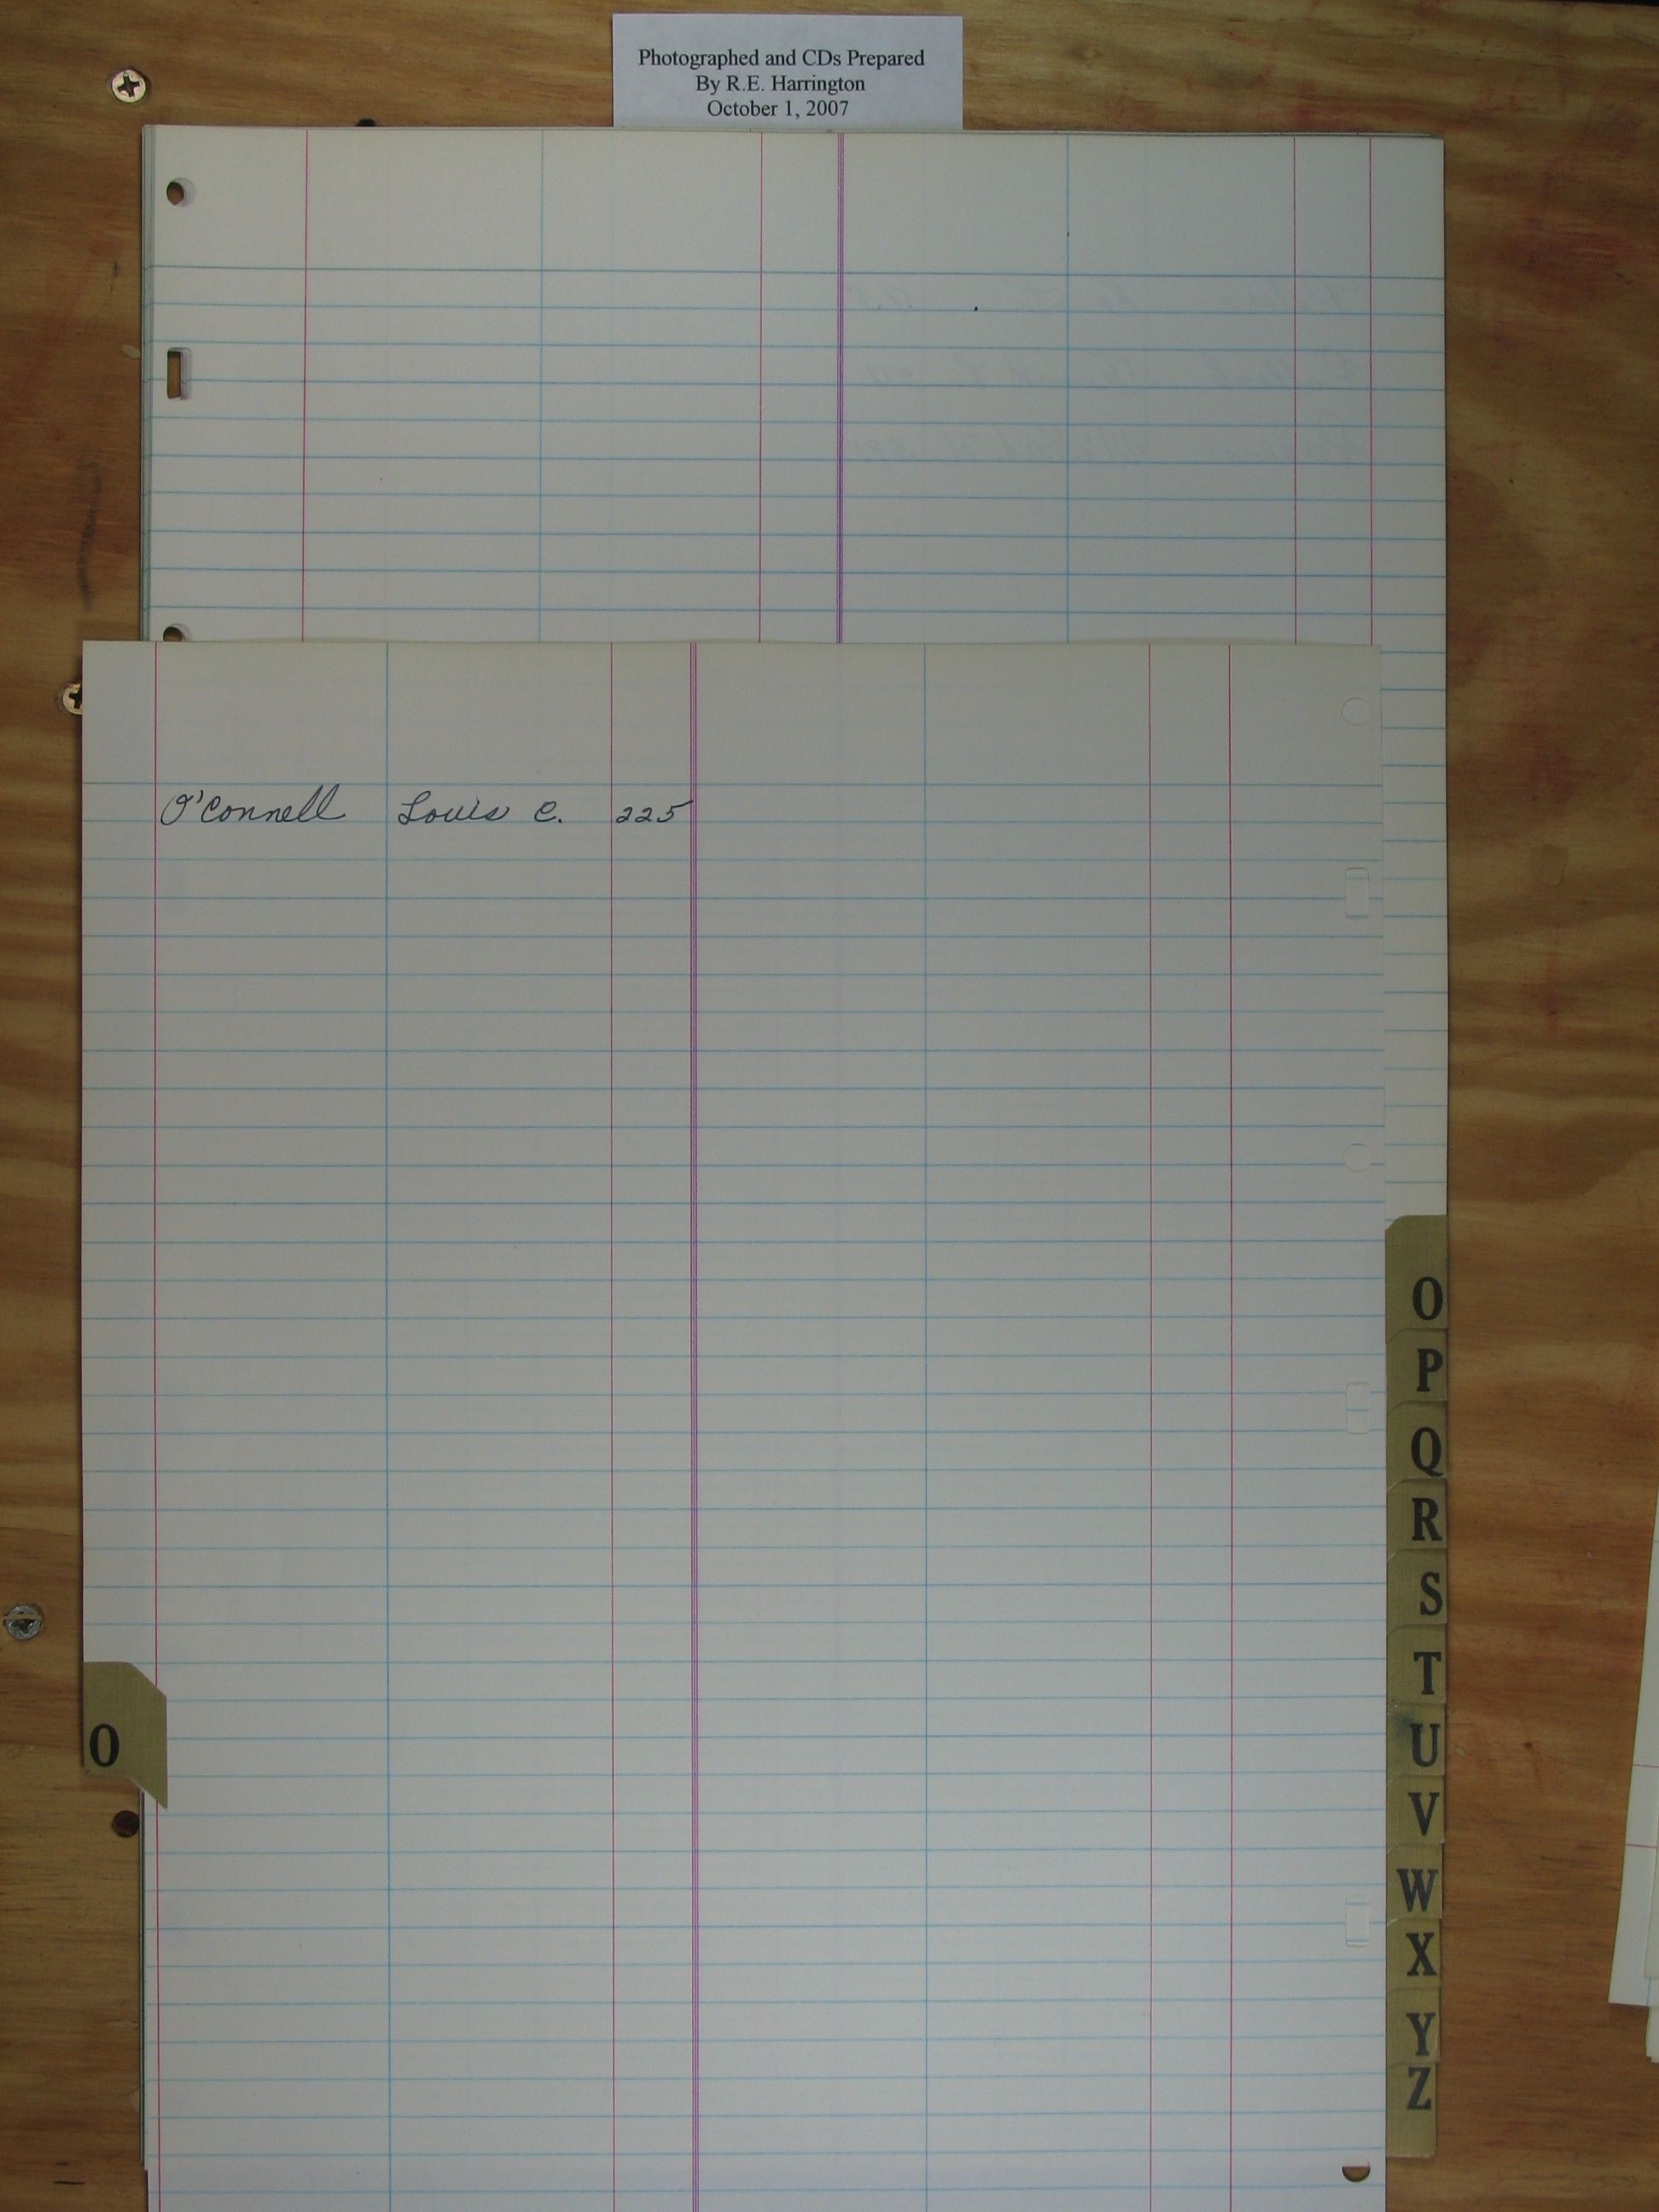 Photographed and CDs Prepared
By R.E. Harrington
October 1, 2007
O'Connell Louis C. 225
O
P
Q
R
S
T
U
V
W
X
Y
Z
O